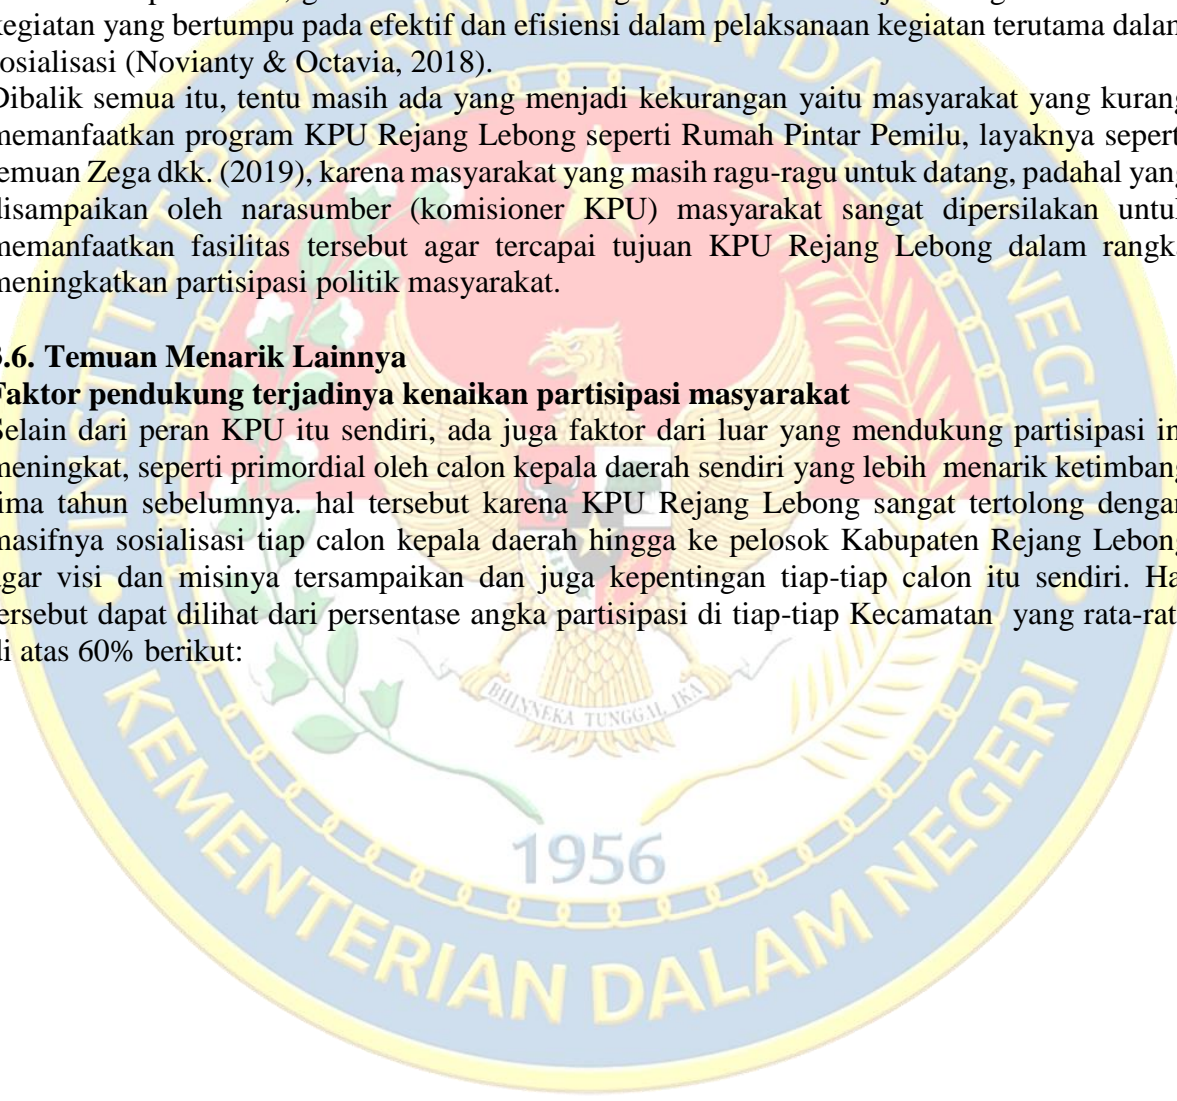 kegiatan yang bertumpu pada efektif dan efisiensi dalam pelaksanaan kegiatan terutama dalam
sosialisasi (Novianty & Octavia, 2018).
Dibalik semua itu, tentu masih ada yang menjadi kekurangan yaitu masyarakat yang kurang
memanfaatkan program KPU Rejang Lebong seperti Rumah Pintar Pemilu, layaknya seperti
temuan Zega dkk. (2019), karena masyarakat yang masih ragu-ragu untuk datang, padahal yang
disampaikan oleh narasumber (komisioner KPU) masyarakat sangat dipersilakan untuk
memanfaatkan fasilitas tersebut agar tercapai tujuan KPU Rejang Lebong dalam rangka
meningkatkan partisipasi politik masyarakat.
3.6. Temuan Menarik Lainnya
Faktor pendukung terjadinya kenaikan partisipasi masyarakat
Selain dari peran KPU itu sendiri, ada juga faktor dari luar yang mendukung partisipasi ini
meningkat, seperti primordial oleh calon kepala daerah sendiri yang lebih menarik ketimbang
lima tahun sebelumnya. hal tersebut karena KPU Rejang Lebong sangat tertolong dengan
masifnya sosialisasi tiap calon kepala daerah hingga ke pelosok Kabupaten Rejang Lebong
agar visi dan misinya tersampaikan dan juga kepentingan tiap-tiap calon itu sendiri. Hal
tersebut dapat dilihat dari persentase angka partisipasi di tiap-tiap Kecamatan yang rata-rata
di atas 60% berikut:
INSTITUT PEMERINTAHAN DALAM NEGERI
BHINNEKA TUNGGAL IKA
1956
KEMENTERIAN DALAM NEGERI